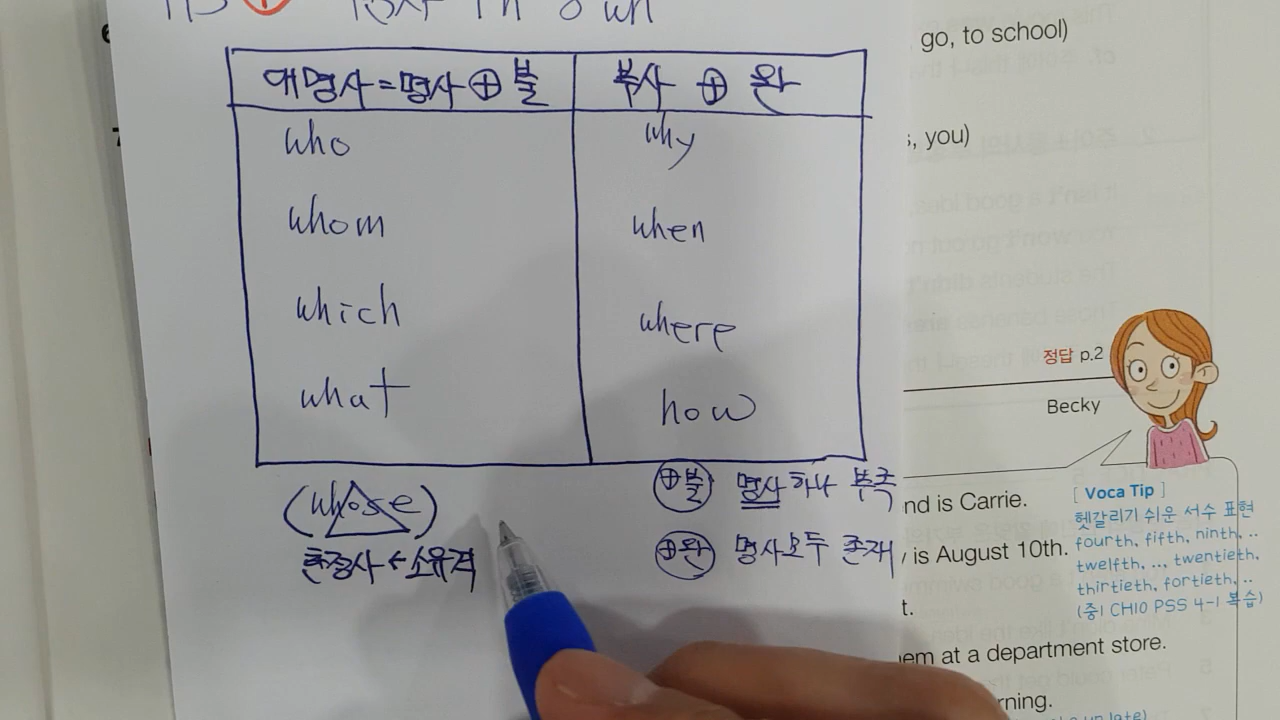 go, to school)
대명사=명사 ⊕ 불
부사 ⊕ 완
, you)
who
why
whom
when
which
where
정답 p.2
what
how
Becky
(whose)
⊕불 명사하나 부족
nd is Carrie.
[ Voca Tip ]
헷갈리기 쉬운 서수 표현
fourth, fifth, ninth, ..
twelfth, .., twentieth,
thirtieth, fortieth, ..
(중1 CH10 PSS 4-1 복습)
한정사 ← 소유격
⊕완 명사모두 존재
is August 10th.
t.
em at a department store.
rning.